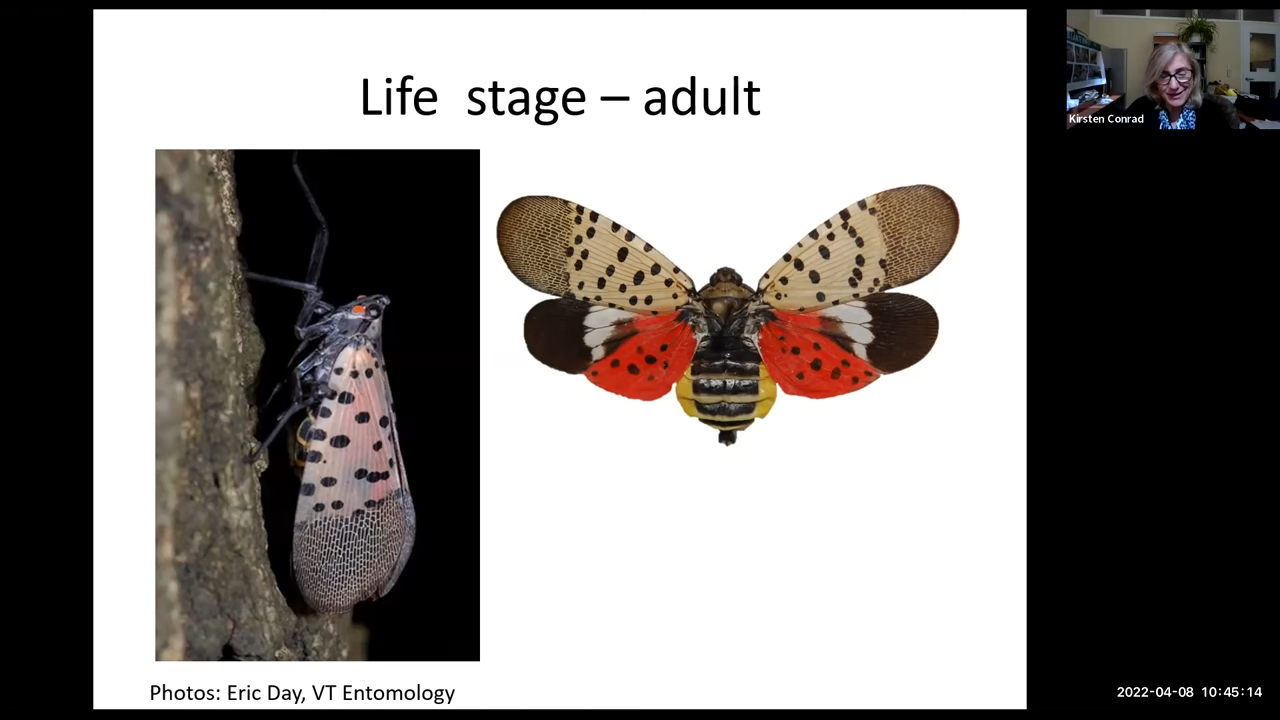 Life stage – adult
Kirsten Conrad
Photos: Eric Day, VT Entomology
2022-04-08 10:45:14